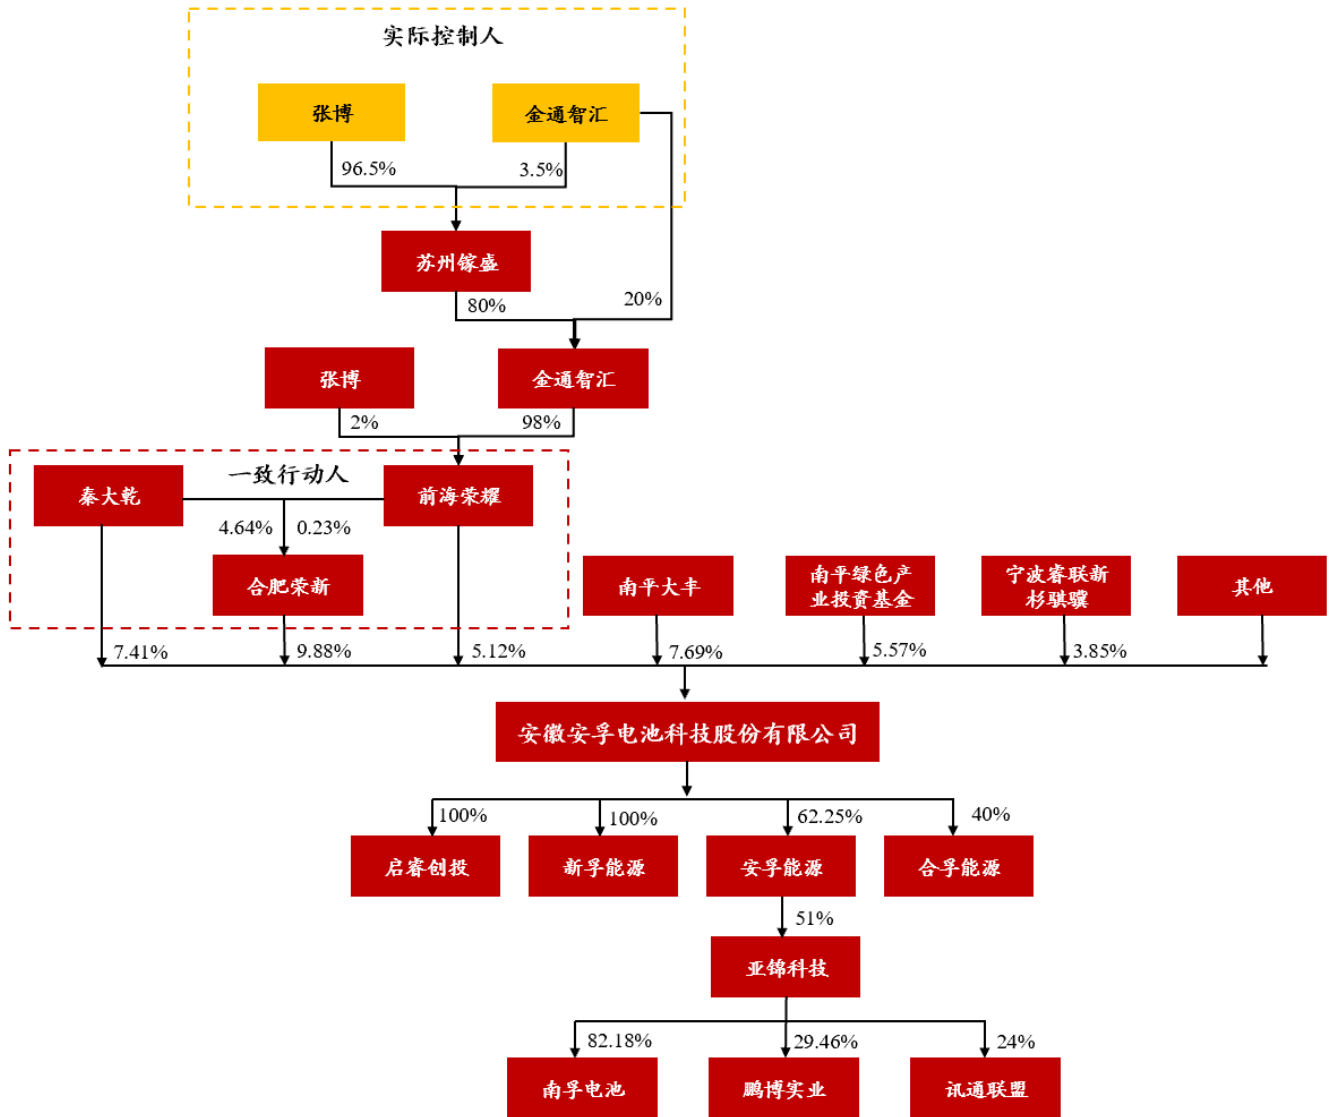 实际控制人
张博
金通智汇
96.5%
3.5%
苏州镓盛
80%
20%
张博
金通智汇
2%
98%
一致行动人
秦大乾
前海荣耀
4.64%
0.23%
合肥荣新
南平大丰
南平绿色产
业投资基金
宁波睿联新
杉骐骥
其他
7.41%
9.88%
5.12%
7.69%
5.57%
3.85%
安徽安孚电池科技股份有限公司
100%
100%
62.25%
40%
启睿创投
新孚能源
安孚能源
合孚能源
51%
亚锦科技
82.18%
29.46%
24%
南孚电池
鹏博实业
讯通联盟